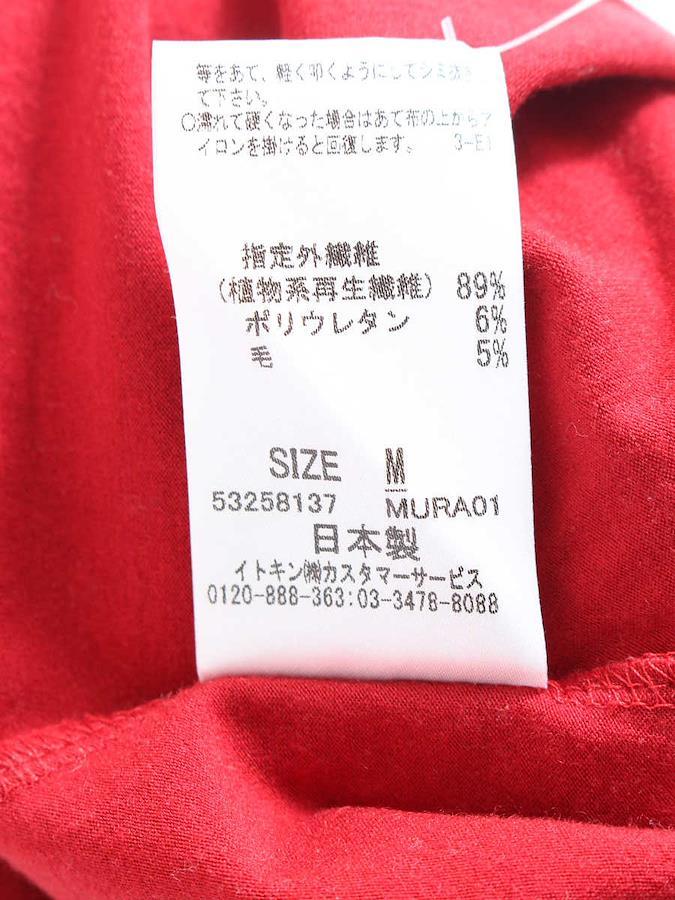 等をあて、軽く叩くようにしてシミ抜き
て下さい。
○濡れて硬くなった場合はあて布の上からア
イロンを掛けると回復します。 3-E1
指定外繊維
(植物系再生繊維) 89%
ポリウレタン 6%
毛 5%
SIZE M
53258137 MURA01
日本製
イトキン㈱カスタマーサービス
0120-888-363:03-3478-8088